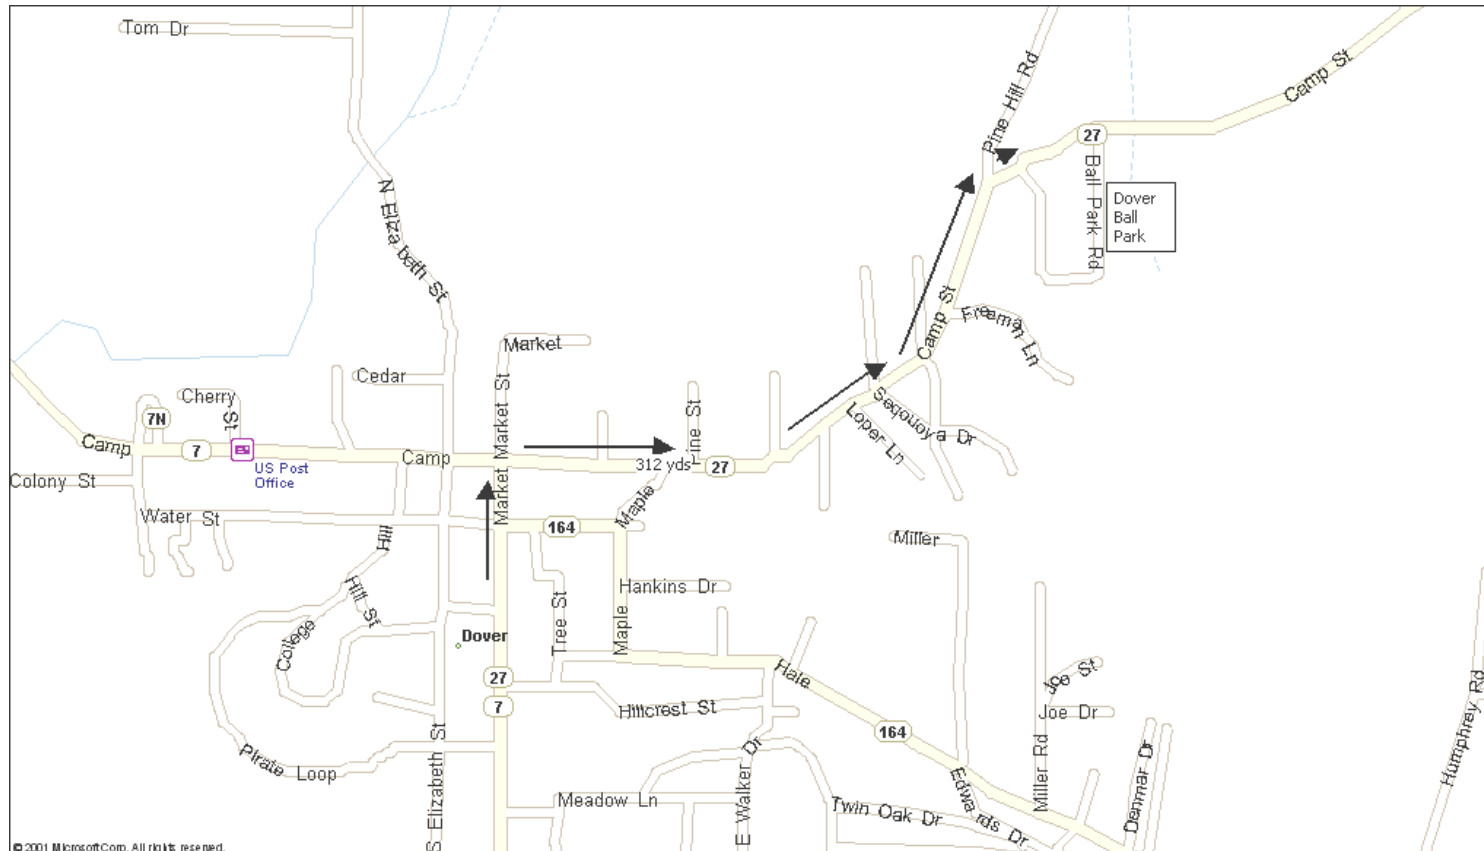 Tom Dr
Camp St
Pine Hill Rd
27
Ball Park Rd
Dover
Ball
Park
N Elizabeth St
Camp St
Freeman Ln
Market
Cedar
Market St
Cherry
St
7N
Sequoya Dr
Loper Ln
Camp
7
US Post
Office
Camp
312 yds
27
Colony St
Market
Water St
164
Maple
Hill
Miller
Hankins Dr
Hill St
College
Tree St
Maple
Dover
27
7
Hale
Hillcrest St
Joe Dr
164
Pirate Loop
S Elizabeth St
Meadow Ln
E Walker Dr
Twin Oak Dr
Edwards Dr
Miller Rd
Denmar Dr
Humphrey Rd
© 2001 Microsoft Corp. All rights reserved.